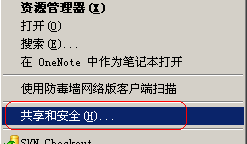 资源管理器(X)
打开(O)
搜索(E)...
在 OneNote 中作为笔记本打开
使用防毒墙网络版客户端扫描
共享和安全(H)...
SVN Checkout